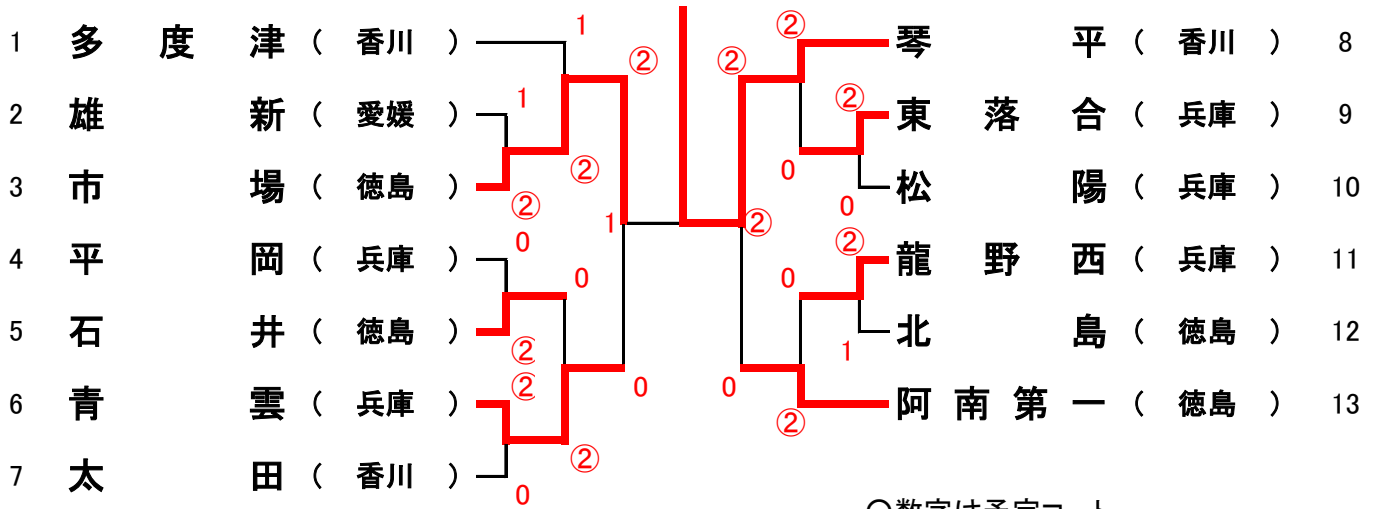 1 多度津 ( 香川 ) 1 ② ② ② 琴平 ( 香川 ) 8
2 雄新 ( 愛媛 ) 1 ② 東落合 ( 兵庫 ) 9
3 市場 ( 徳島 ) ② ② 0 0 松陽 ( 兵庫 ) 10
1 ②
4 平岡 ( 兵庫 ) 0 0 0 ② 龍野西 ( 兵庫 ) 11
5 石井 ( 徳島 ) ② 1 北島 ( 徳島 ) 12
6 青雲 ( 兵庫 ) ② 0 0 ② 阿南第一 ( 徳島 ) 13
7 太田 ( 香川 ) 0 ②